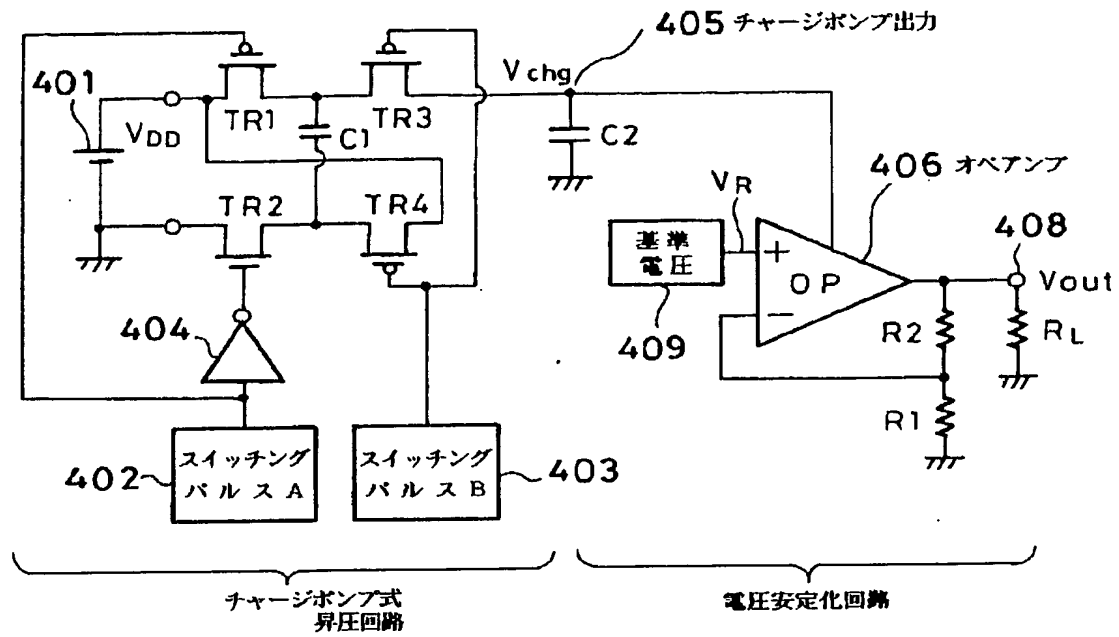 405 チャージポンプ出力
Vchg
401
VDD
TR1
TR3
C1
C2
TR2
TR4
406 オペアンプ
VR
408
基準
電圧
+
OP
−
Vout
409
R2
RL
404
R1
402
スイッチング
パルスA
スイッチング
パルスB
403
チャージポンプ式
昇圧回路
電圧安定化回路